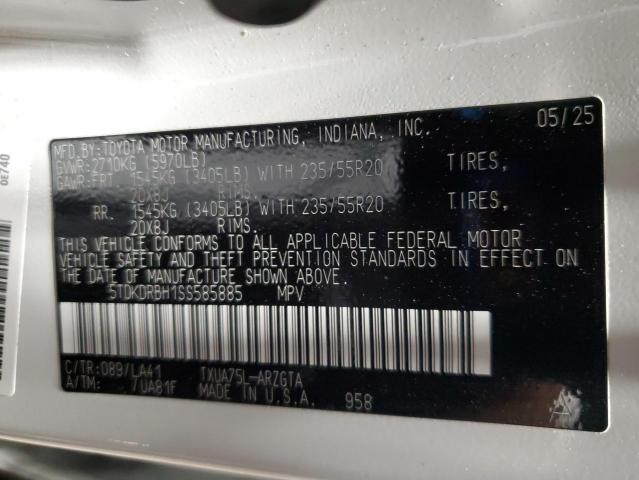 0E740
MFD.BY:TOYOTA MOTOR MANUFACTURING, INDIANA, INC. 05/25
GVWR:2710KG (5970LB)
GAWR:FRT. 1545KG (3405LB) WITH 235/55R20 TIRES,
20X8J RIMS.
RR. 1545KG (3405LB) WITH 235/55R20 TIRES,
20X8J RIMS.
THIS VEHICLE CONFORMS TO ALL APPLICABLE FEDERAL MOTOR
VEHICLE SAFETY AND THEFT PREVENTION STANDARDS IN EFFECT ON
THE DATE OF MANUFACTURE SHOWN ABOVE.
5TDKDRBH1SS585885 MPV
C/TR:089/LA41 TXUA75L-ARZGTA
A/TM: /UA81F MADE IN U.S.A. 958